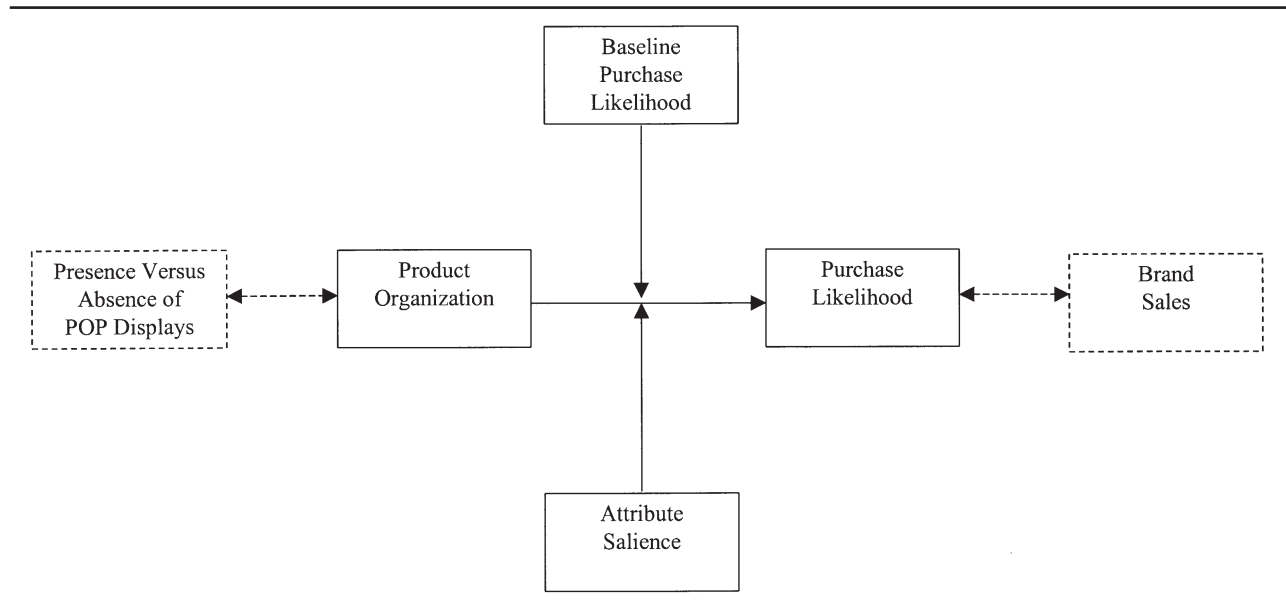 Baseline
Purchase
Likelihood
Presence Versus
Absence of
POP Displays
Product
Organization
Purchase
Likelihood
Brand
Sales
Attribute
Salience